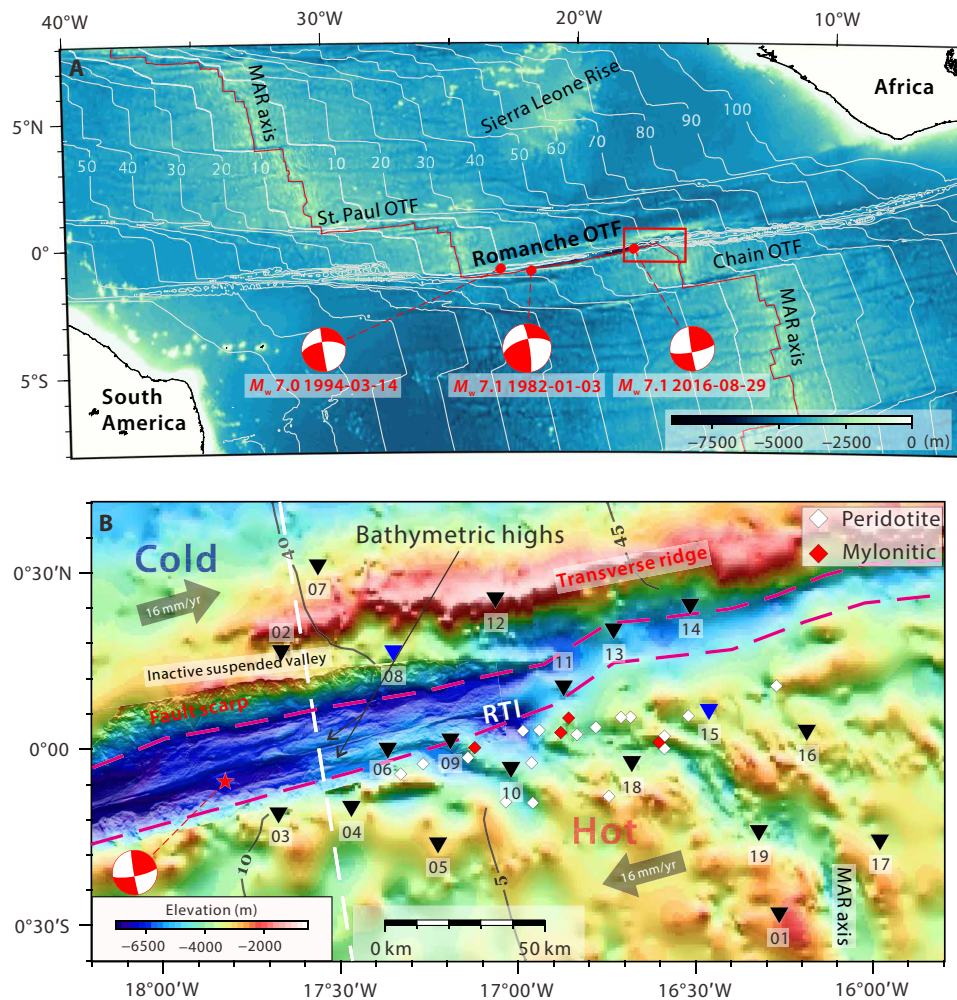 40°W
30°W
20°W
10°W
A
MAR axis
Sierra Leone Rise
Africa
5°N
50
40
30
20
10
10
20
30
40
50
60
70
80
90
100
St. Paul OTF
Romanche OTF
0°
Chain OTF
MAR axis
5°S
South
America
Mw 7.0 1994-03-14
Mw 7.1 1982-01-03
Mw 7.1 2016-08-29
−7500
−5000
−2500
0 (m)
B
Bathymetric highs
Peridotite
Mylonitic
Cold
40
45
0°30'N
16 mm/yr
07
Transverse ridge
12
02
14
13
11
Inactive suspended valley
08
Fault scarp
RTI
15
0°00'
16
06
09
10
18
03
04
05
Hot
19
17
10
5
16 mm/yr
MAR axis
01
Elevation (m)
−6500
−4000
−2000
0 km
50 km
0°30'S
18°00'W
17°30'W
17°00'W
16°30'W
16°00'W